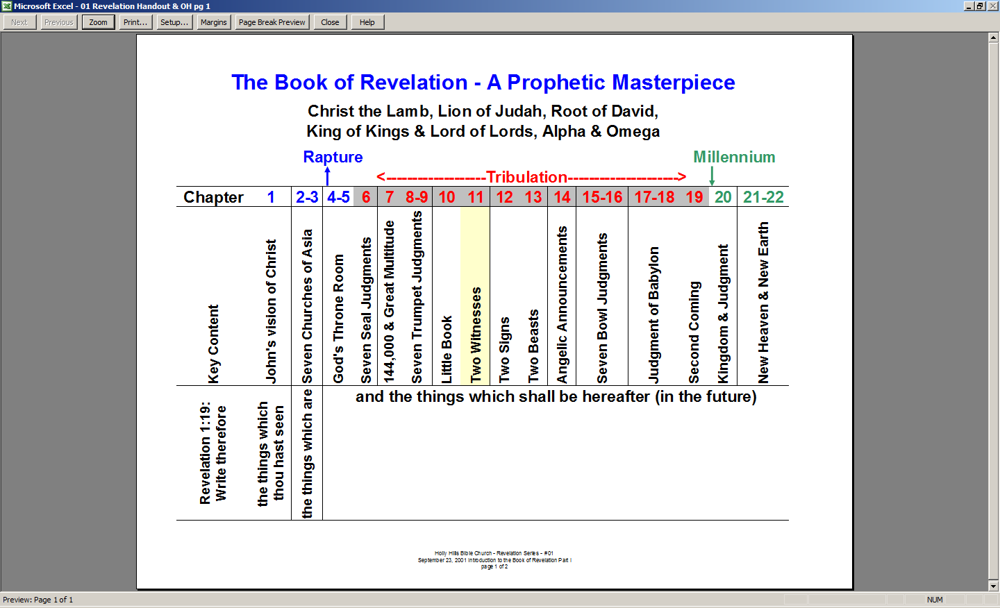 Microsoft Excel - 01 Revelation Handout & OH pg 1
Next Previous Zoom Print... Setup... Margins Page Break Preview Close Help
The Book of Revelation - A Prophetic Masterpiece
Christ the Lamb, Lion of Judah, Root of David,
King of Kings & Lord of Lords, Alpha & Omega
Rapture Millennium
<-------------------Tribulation--------------------->
Chapter 1 2-3 4-5 6 7 8-9 10 11 12 13 14 15-16 17-18 19 20 21-22
Key Content
John's vision of Christ
Seven Churches of Asia
God's Throne Room
Seven Seal Judgments
144,000 & Great Multitude
Seven Trumpet Judgments
Little Book
Two Witnesses
Two Signs
Two Beasts
Angelic Announcements
Seven Bowl Judgments
Judgment of Babylon
Second Coming
Kingdom & Judgment
New Heaven & New Earth
Revelation 1:19:
Write therefore
the things which
thou hast seen
the things which are
and the things which shall be hereafter (in the future)
Holly Hills Bible Church - Revelation Series - #01
September 23, 2001 Introduction to the Book of Revelation Part I
page 1 of 2
Preview: Page 1 of 1 NUM